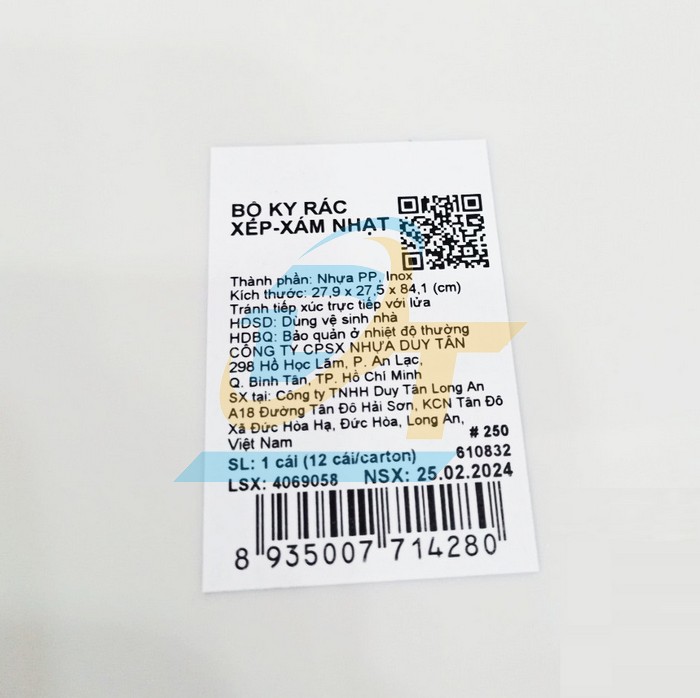 BỘ KY RÁC
XẾP-XÁM NHẠT
Thành phần: Nhựa PP, Inox
Kích thước: 27,9 x 27,5 x 84,1 (cm)
Tránh tiếp xúc trực tiếp với lửa
HDSD: Dùng vệ sinh nhà
HDBQ: Bảo quản ở nhiệt độ thường
CÔNG TY CPSX NHỰA DUY TÂN
298 Hồ Học Lãm, P. An Lạc,
Q. Bình Tân, TP. Hồ Chí Minh
SX tại: Công ty TNHH Duy Tân Long An
A18 Đường Tân Đô Hải Sơn, KCN Tân Đô
Xã Đức Hòa Hạ, Đức Hòa, Long An,
Việt Nam
# 250
SL: 1 cái (12 cái/carton) 610832
LSX: 4069058 NSX: 25.02.2024
8 935007 714280